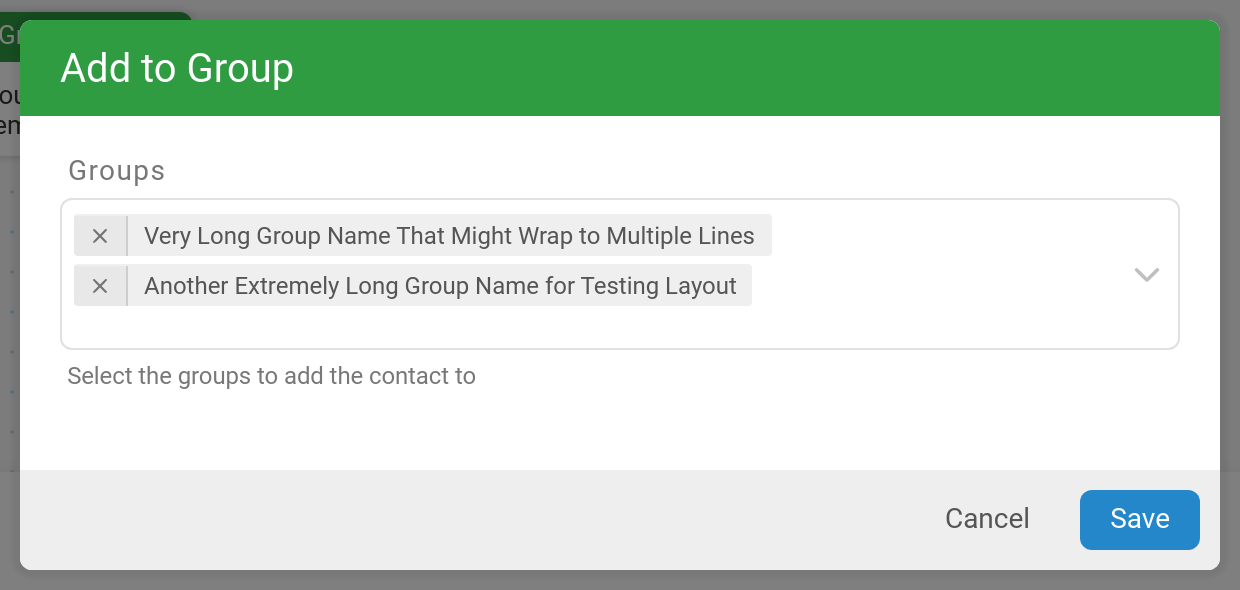 Add to Group
Groups
Very Long Group Name That Might Wrap to Multiple Lines
Another Extremely Long Group Name for Testing Layout
Select the groups to add the contact to
Cancel
Save